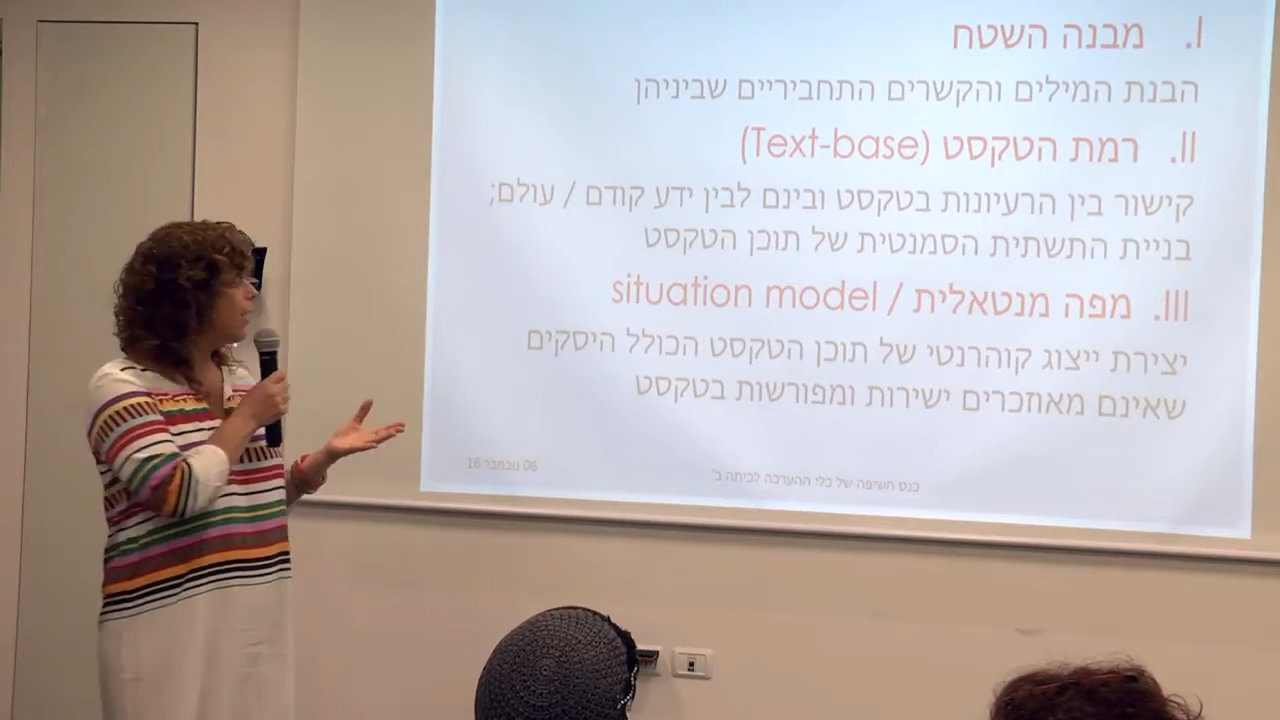 I. מבנה השטח
הבנת המילים והקשרים התחביריים שביניהן
II. רמת הטקסט (Text-base)
קישור בין הרעיונות בטקסט ובינם לבין ידע קודם / עולם;
בניית התשתית הסמנטית של תוכן הטקסט
III. מפה מנטאלית / situation model
יצירת ייצוג קוהרנטי של תוכן הטקסט הכולל היסקים
שאינם מאוזכרים ישירות ומפורשות בטקסט
כנס חשיפה של כלי ההערכה לכיתה ב'
06 נובמבר 16